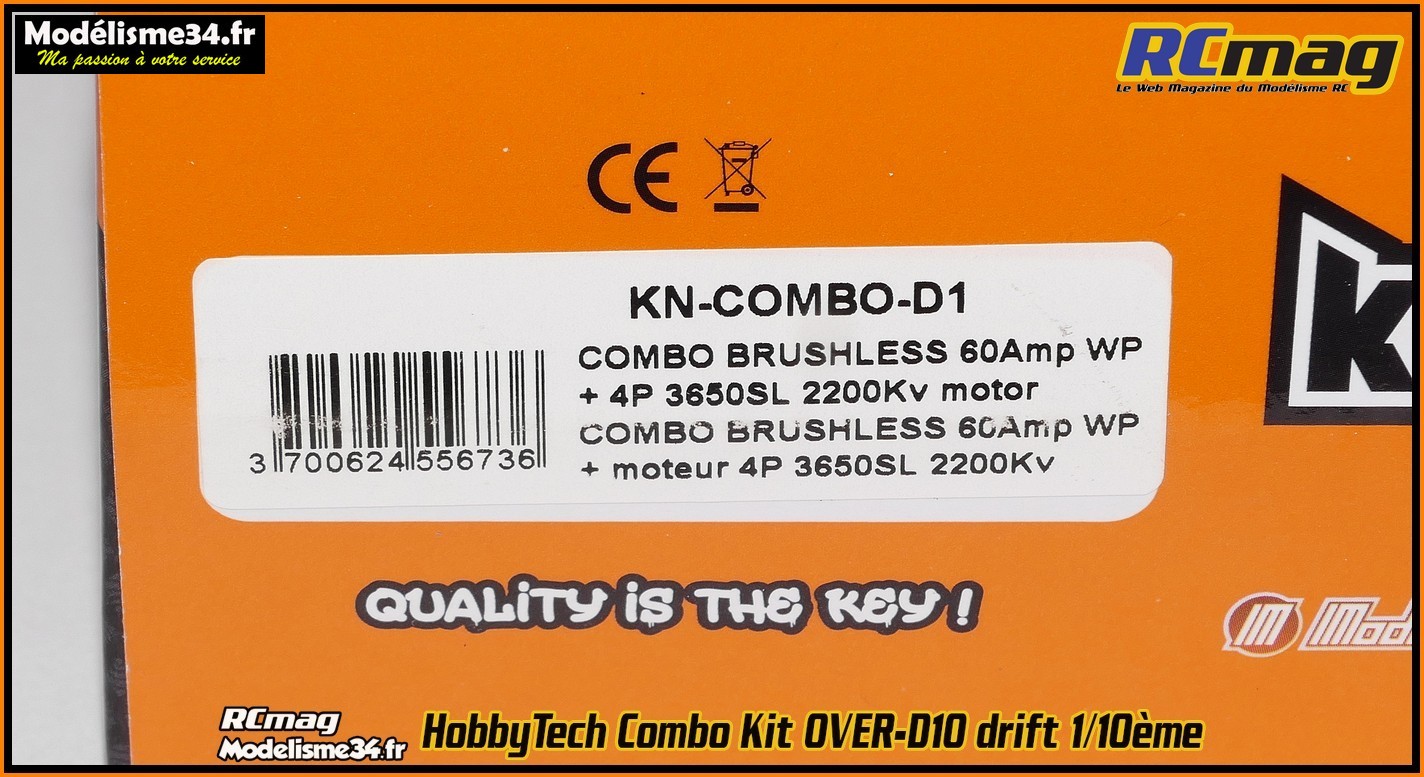 Modélisme34.fr
Ma passion à votre service
RCmag
Le Web Magazine du Modélisme RC
CE
KN-COMBO-D1
COMBO BRUSHLESS 60Amp WP
+ 4P 3650SL 2200Kv motor
COMBO BRUSHLESS 60Amp WP
+ moteur 4P 3650SL 2200Kv
3 700624 556736
QUALiTY iS THE KEY !
RCmag
Modelisme34.fr
HobbyTech Combo Kit OVER-D10 drift 1/10ème